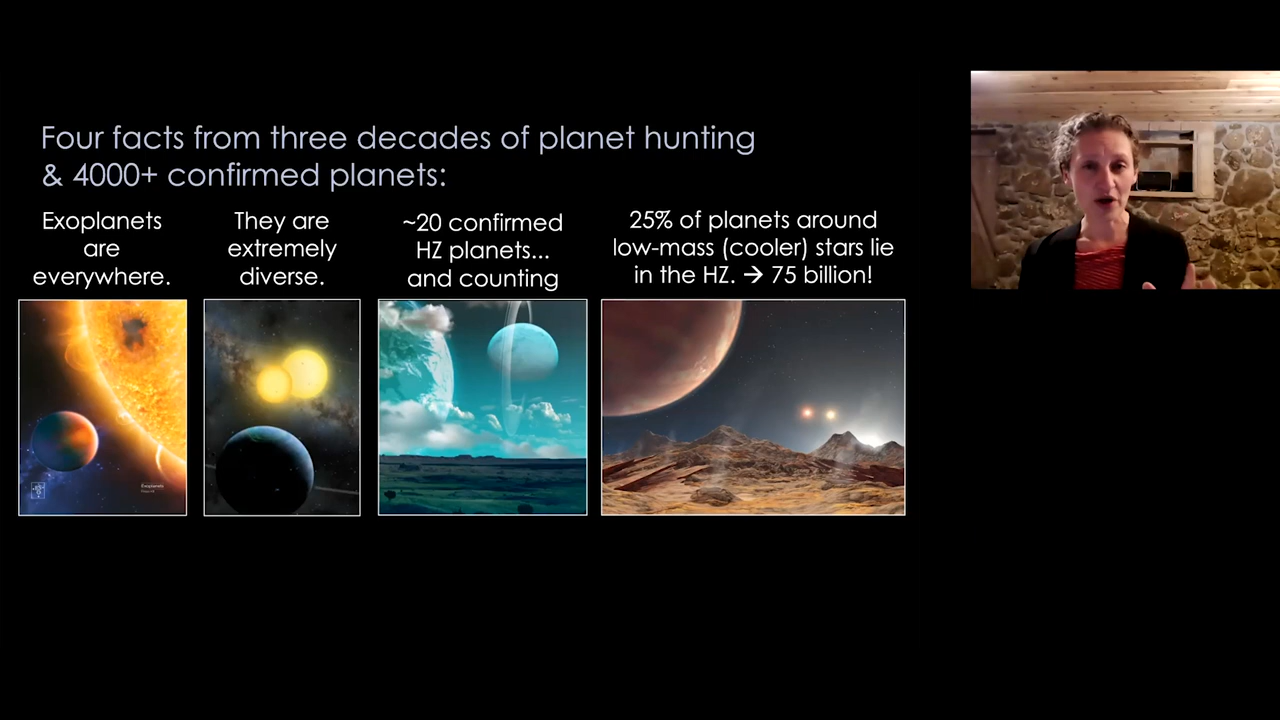 Four facts from three decades of planet hunting
& 4000+ confirmed planets:
Exoplanets
are
everywhere.
They are
extremely
diverse.
~20 confirmed
HZ planets...
and counting
25% of planets around
low-mass (cooler) stars lie
in the HZ. → 75 billion!
Exoplanets